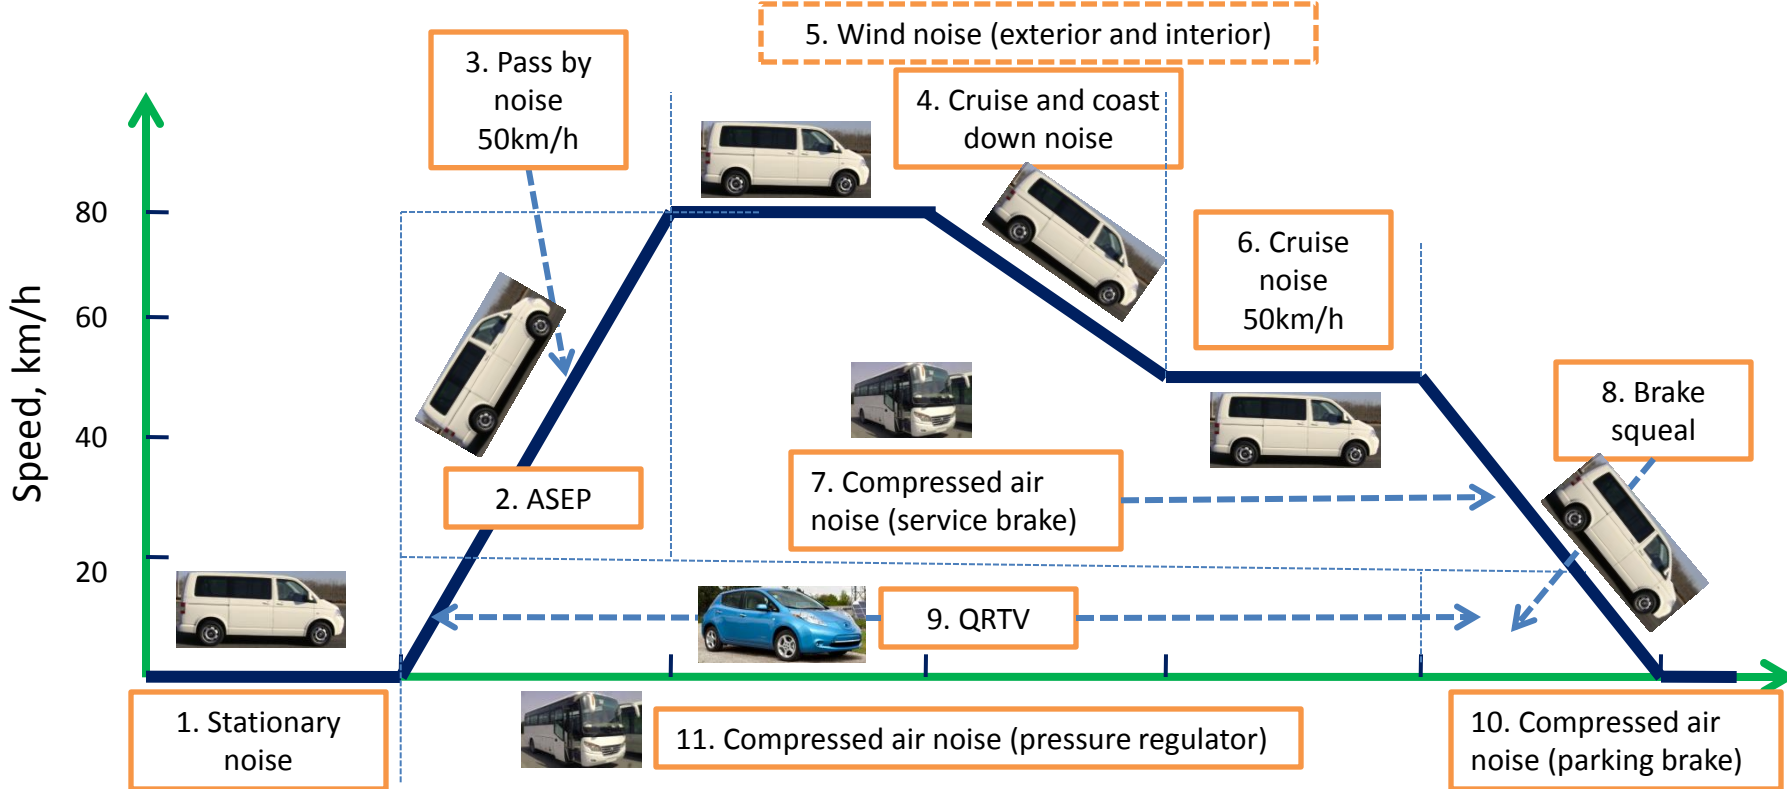 5. Wind noise (exterior and interior)
3. Pass by
noise
50km/h
4. Cruise and coast
down noise
80
60
40
20
Speed, km/h
6. Cruise
noise
50km/h
8. Brake
squeal
2. ASEP
7. Compressed air
noise (service brake)
9. QRTV
1. Stationary
noise
11. Compressed air noise (pressure regulator)
10. Compressed air
noise (parking brake)